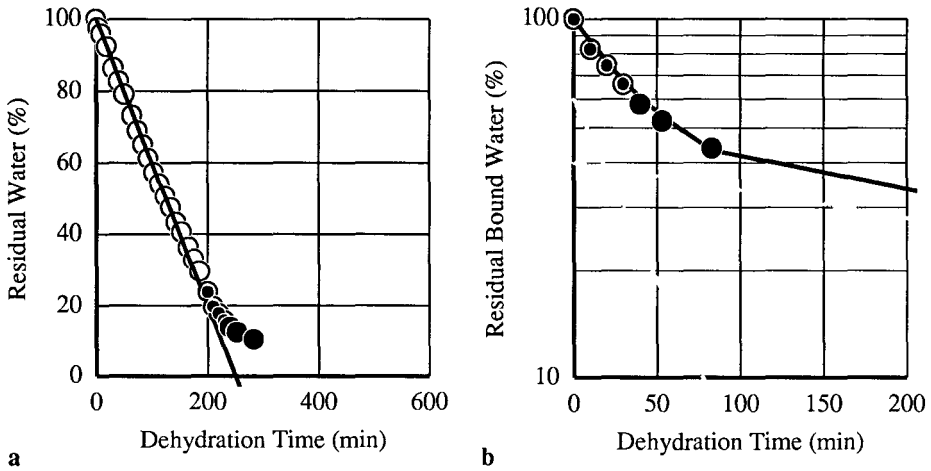 100
80
60
40
20
0
Residual Water (%)
0 200 400 600
Dehydration Time (min)
a
100
10
Residual Bound Water (%)
0 50 100 150 200
Dehydration Time (min)
b